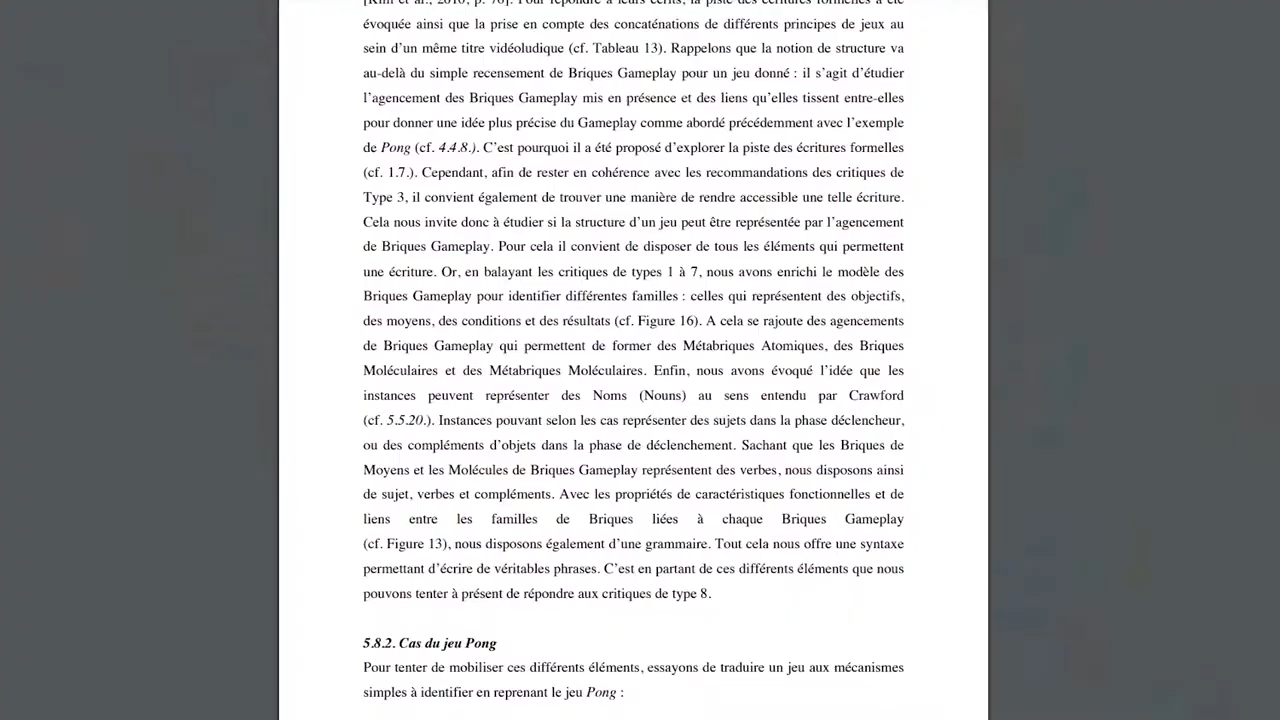 évoquée ainsi que la prise en compte des concaténations de différents principes de jeux au
sein d’un même titre vidéoludique (cf. Tableau 13). Rappelons que la notion de structure va
au-delà du simple recensement de Briques Gameplay pour un jeu donné : il s’agit d’étudier
l’agencement des Briques Gameplay mis en présence et des liens qu’elles tissent entre-elles
pour donner une idée plus précise du Gameplay comme abordé précédemment avec l’exemple
de Pong (cf. 4.4.8.). C’est pourquoi il a été proposé d’explorer la piste des écritures formelles
(cf. 1.7.). Cependant, afin de rester en cohérence avec les recommandations des critiques de
Type 3, il convient également de trouver une manière de rendre accessible une telle écriture.
Cela nous invite donc à étudier si la structure d’un jeu peut être représentée par l’agencement
de Briques Gameplay. Pour cela il convient de disposer de tous les éléments qui permettent
une écriture. Or, en balayant les critiques de types 1 à 7, nous avons enrichi le modèle des
Briques Gameplay pour identifier différentes familles : celles qui représentent des objectifs,
des moyens, des conditions et des résultats (cf. Figure 16). A cela se rajoute des agencements
de Briques Gameplay qui permettent de former des Métabriques Atomiques, des Briques
Moléculaires et des Métabriques Moléculaires. Enfin, nous avons évoqué l’idée que les
instances peuvent représenter des Noms (Nouns) au sens entendu par Crawford
(cf. 5.5.20.). Instances pouvant selon les cas représenter des sujets dans la phase déclencheur,
ou des compléments d’objets dans la phase de déclenchement. Sachant que les Briques de
Moyens et les Molécules de Briques Gameplay représentent des verbes, nous disposons ainsi
de sujet, verbes et compléments. Avec les propriétés de caractéristiques fonctionnelles et de
liens entre les familles de Briques liées à chaque Briques Gameplay
(cf. Figure 13), nous disposons également d’une grammaire. Tout cela nous offre une syntaxe
permettant d’écrire de véritables phrases. C’est en partant de ces différents éléments que nous
pouvons tenter à présent de répondre aux critiques de type 8.
5.8.2. Cas du jeu Pong
Pour tenter de mobiliser ces différents éléments, essayons de traduire un jeu aux mécanismes
simples à identifier en reprenant le jeu Pong :